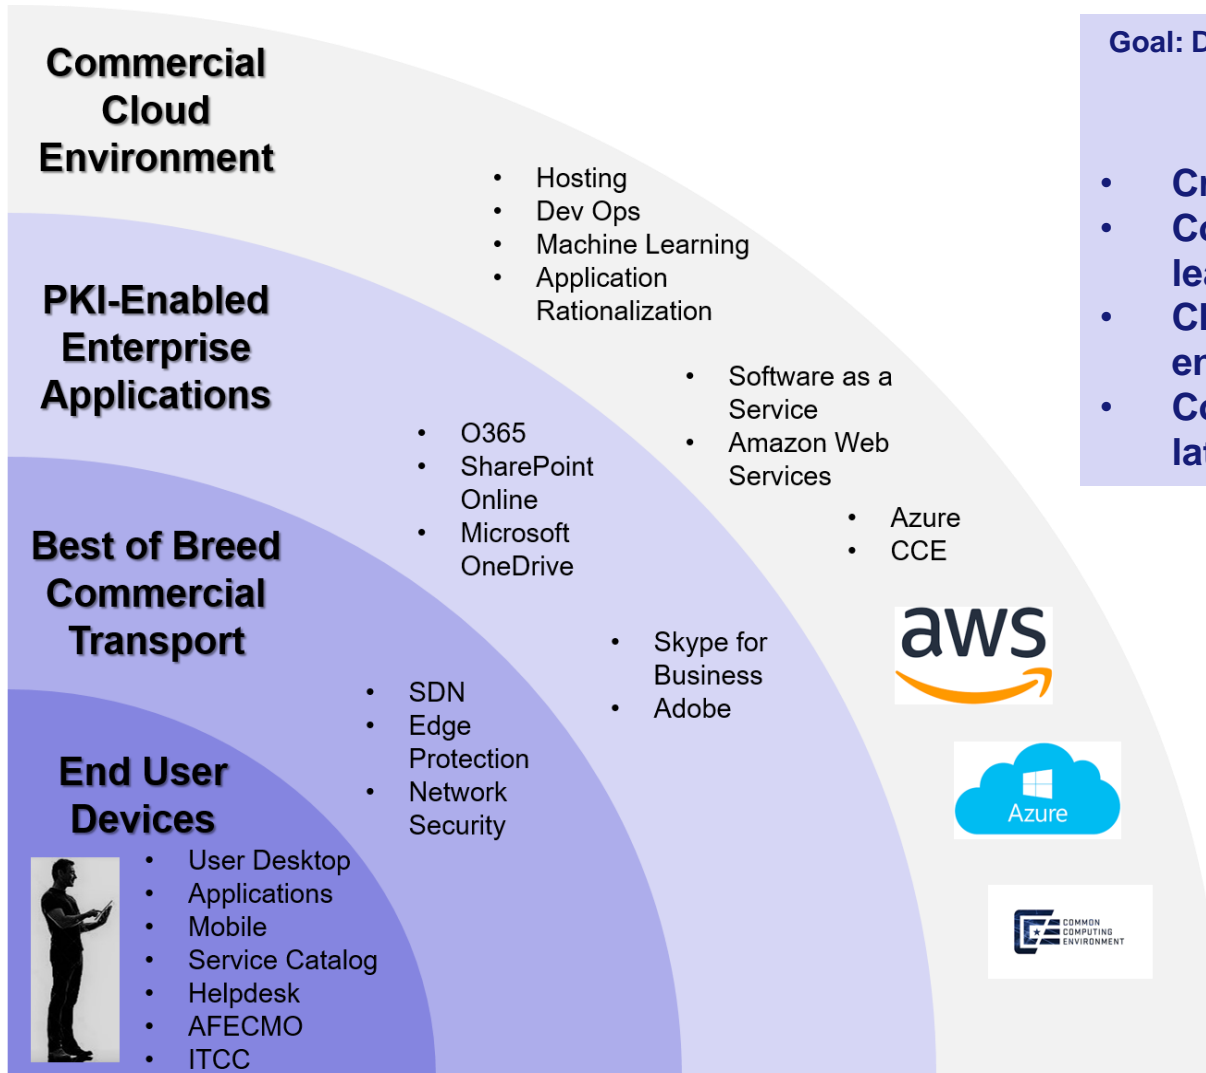 Commercial
Cloud
Environment
• Hosting
• Dev Ops
• Machine Learning
• Application
Rationalization
• Software as a
Service
• Amazon Web
Services
• Azure
• CCE
aws
Azure
COMMON
COMPUTING
ENVIRONMENT
PKI-Enabled
Enterprise
Applications
• O365
• SharePoint
Online
• Microsoft
OneDrive
• Skype for
Business
• Adobe
Best of Breed
Commercial
Transport
• SDN
• Edge
Protection
• Network
Security
End User
Devices
• User Desktop
• Applications
• Mobile
• Service Catalog
• Helpdesk
• AFECMO
• ITCC
Goal: